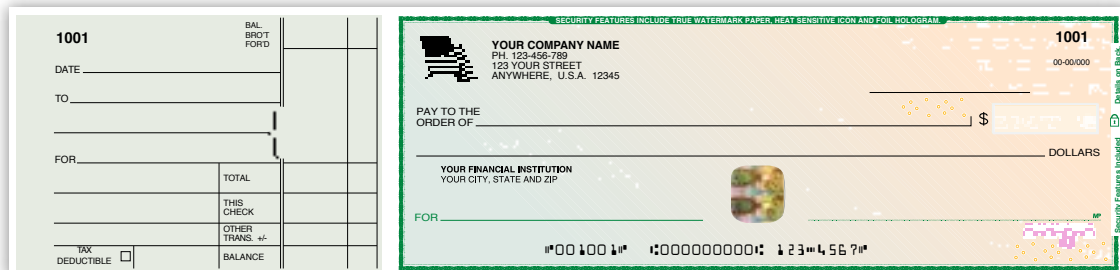 1001
BAL.
BRO'T
FOR'D
DATE
TO
FOR
TOTAL
THIS
CHECK
OTHER
TRANS. +/-
TAX
DEDUCTIBLE
BALANCE
SECURITY FEATURES INCLUDE TRUE WATERMARK PAPER, HEAT SENSITIVE ICON AND FOIL HOLOGRAM.
YOUR COMPANY NAME
PH. 123-456-789
123 YOUR STREET
ANYWHERE, U.S.A. 12345
1001
00-00/000
PAY TO THE
ORDER OF
$
DOLLARS
YOUR FINANCIAL INSTITUTION
YOUR CITY, STATE AND ZIP
FOR
MP
⑈001001⑈ ⑆000000000⑆ 123⑉4567⑈
Security Features Included
Details on Back.